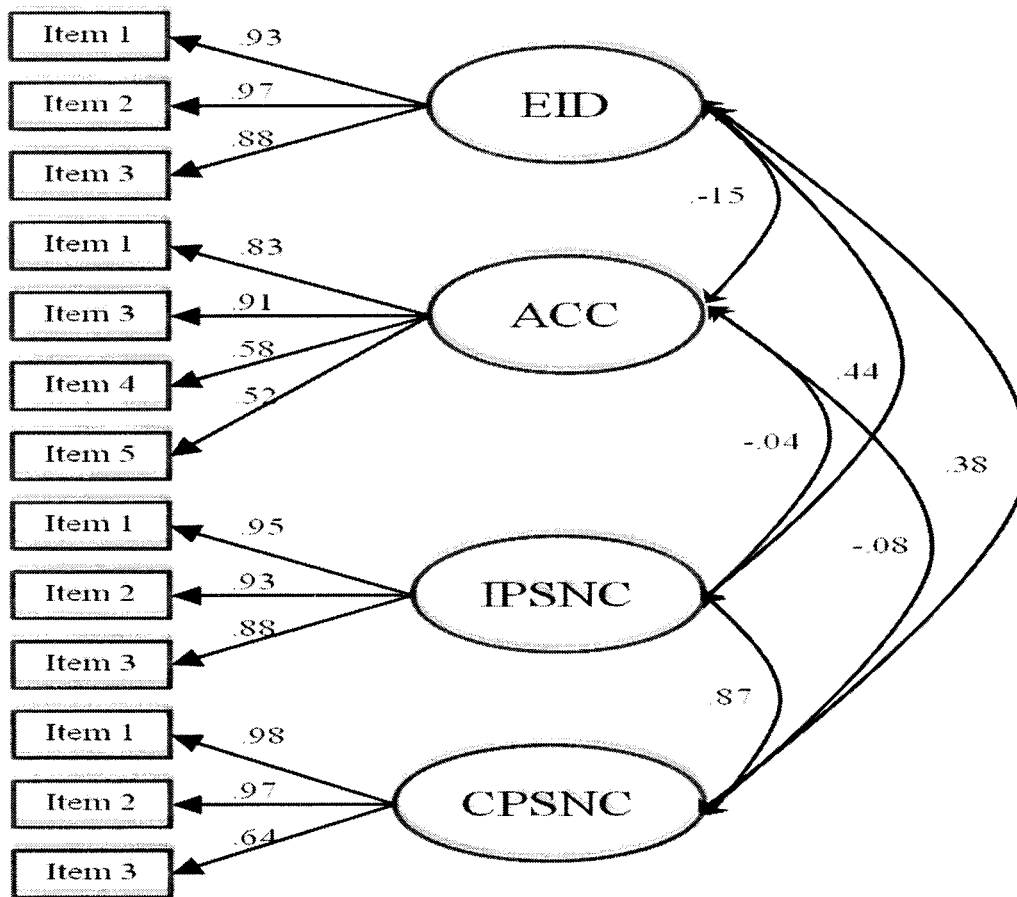 Item 1
.93
Item 2
.97
EID
.88
Item 3
.-15
Item 1
.83
Item 3
.91
ACC
.58
Item 4
.52
.44
Item 5
-.04
.38
Item 1
.95
-.08
Item 2
.93
IPSNC
.88
Item 3
.87
Item 1
.98
Item 2
.97
CPSNC
.64
Item 3